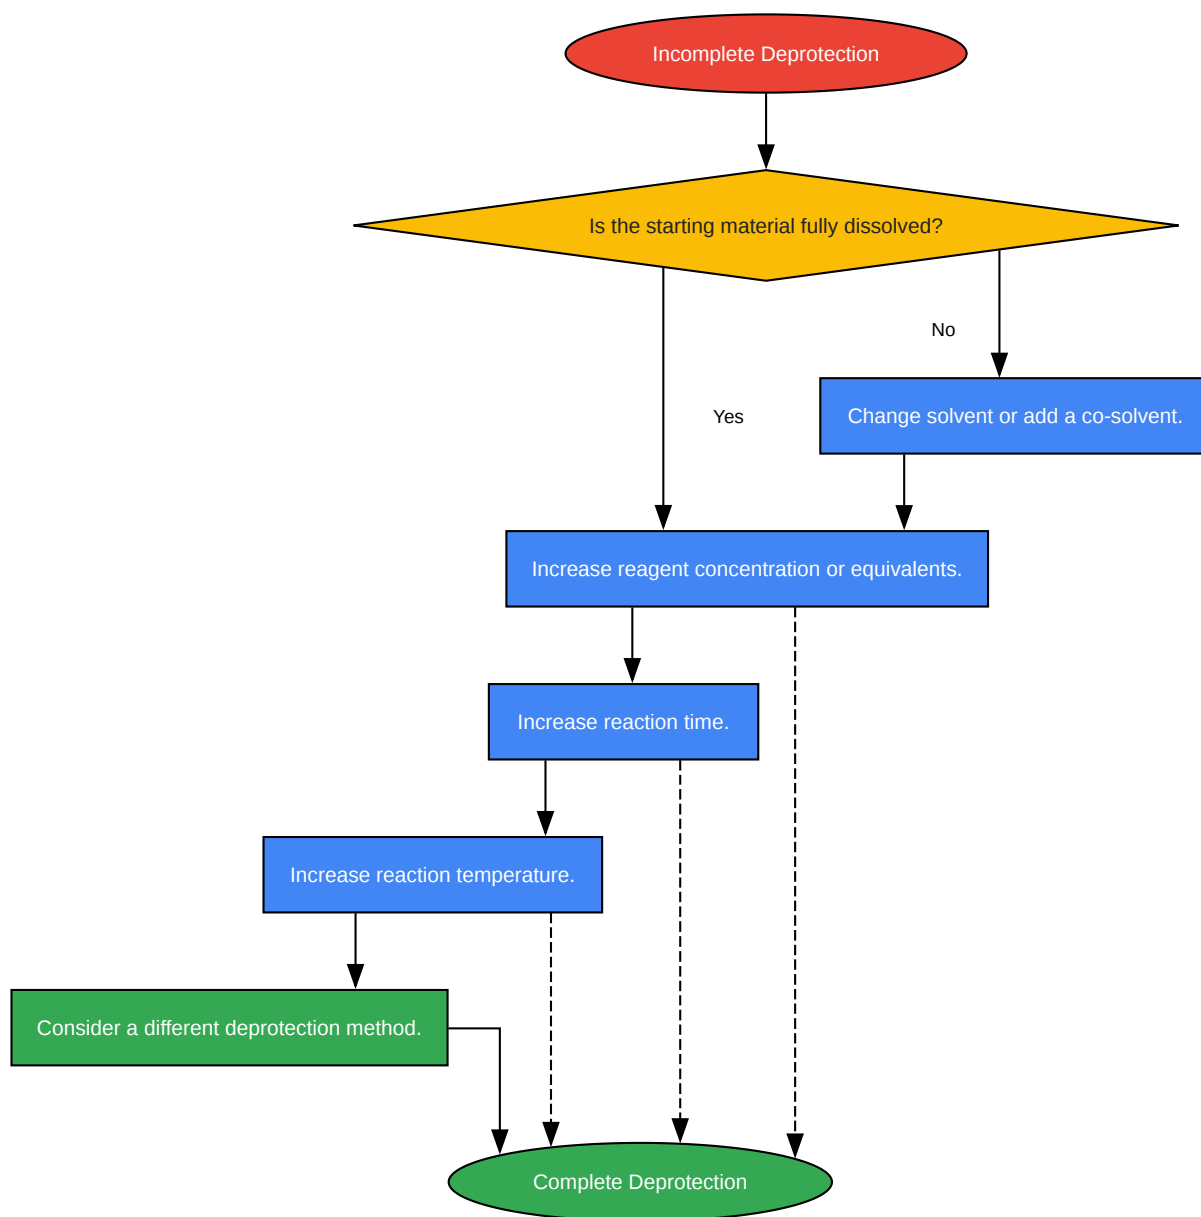 Incomplete Deprotection
Is the starting material fully dissolved?
No
Change solvent or add a co-solvent.
Yes
Increase reagent concentration or equivalents.
Increase reaction time.
Increase reaction temperature.
Consider a different deprotection method.
Complete Deprotection